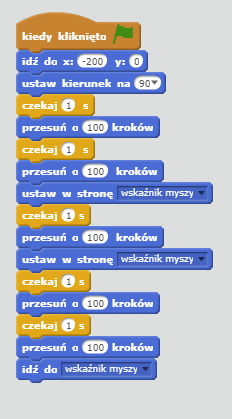 kiedy kliknięto
idź do x: -200 y: 0
ustaw kierunek na 90
czekaj 1 s
przesuń o 100 kroków
czekaj 1 s
przesuń o 100 kroków
ustaw w stronę wskaźnik myszy
czekaj 1 s
przesuń o 100 kroków
ustaw w stronę wskaźnik myszy
czekaj 1 s
przesuń o 100 kroków
czekaj 1 s
przesuń o 100 kroków
idź do wskaźnik myszy